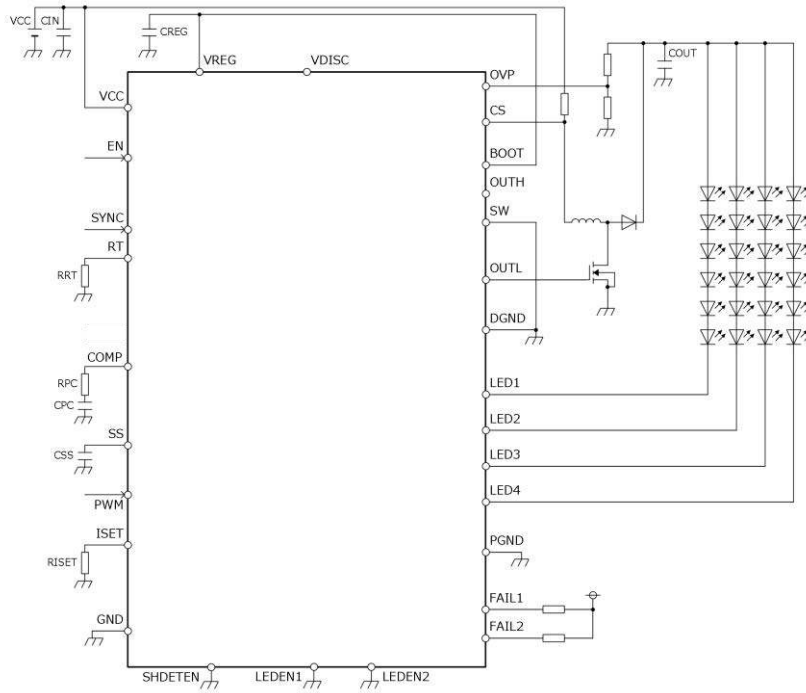 VCC
CIN
CREG
COUT
VREG
VDISC
OVP
VCC
CS
EN
BOOT
OUTH
SYNC
SW
RT
RRT
OUTL
DGND
COMP
RPC
CPC
LED1
LED2
SS
CSS
LED3
LED4
PWM
ISET
RISET
PGND
FAIL1
GND
FAIL2
SHDETEN
LEDEN1
LEDEN2